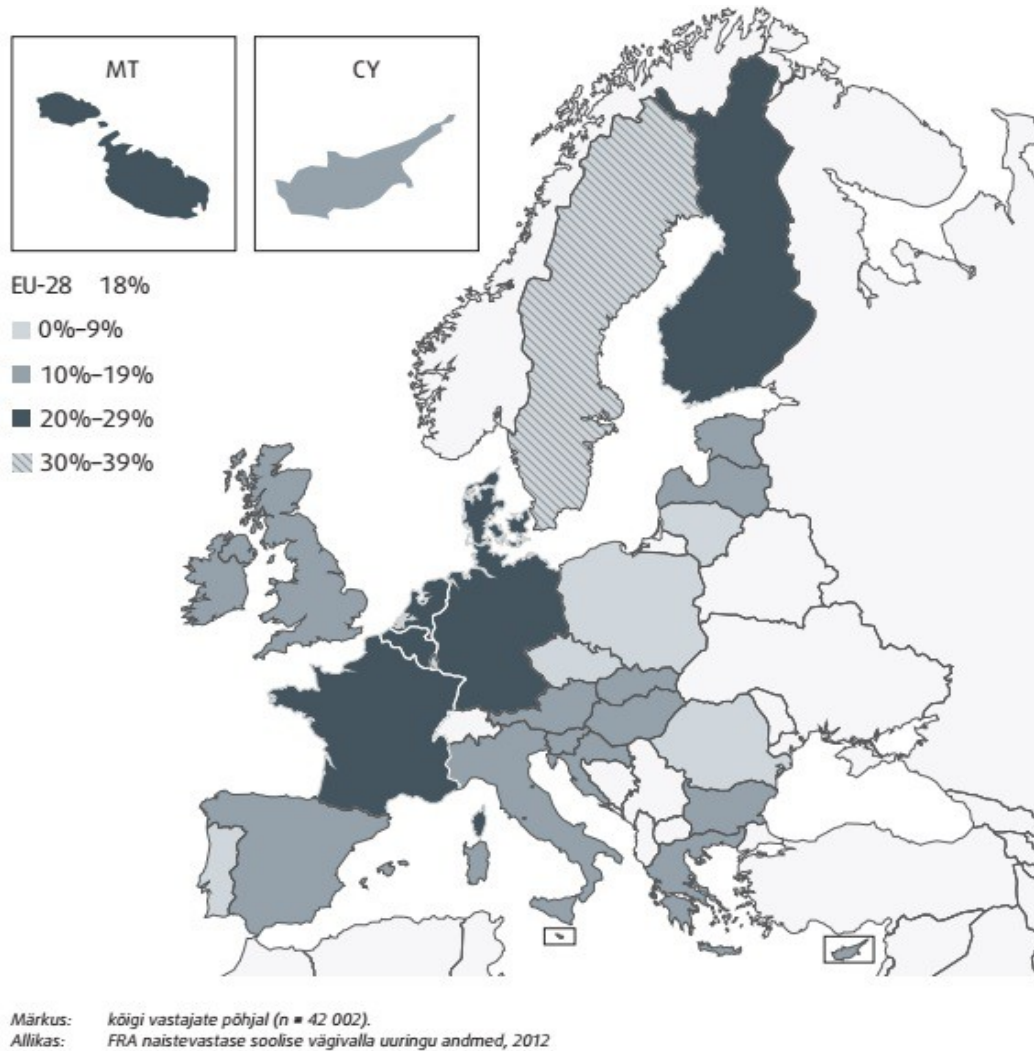 MT
CY
EU-28 18%
0%–9%
10%–19%
20%–29%
30%–39%
Märkus: kõigi vastajate põhjal (n = 42 002).
Allikas: FRA naistevastase soolise vägivalla uuringu andmed, 2012